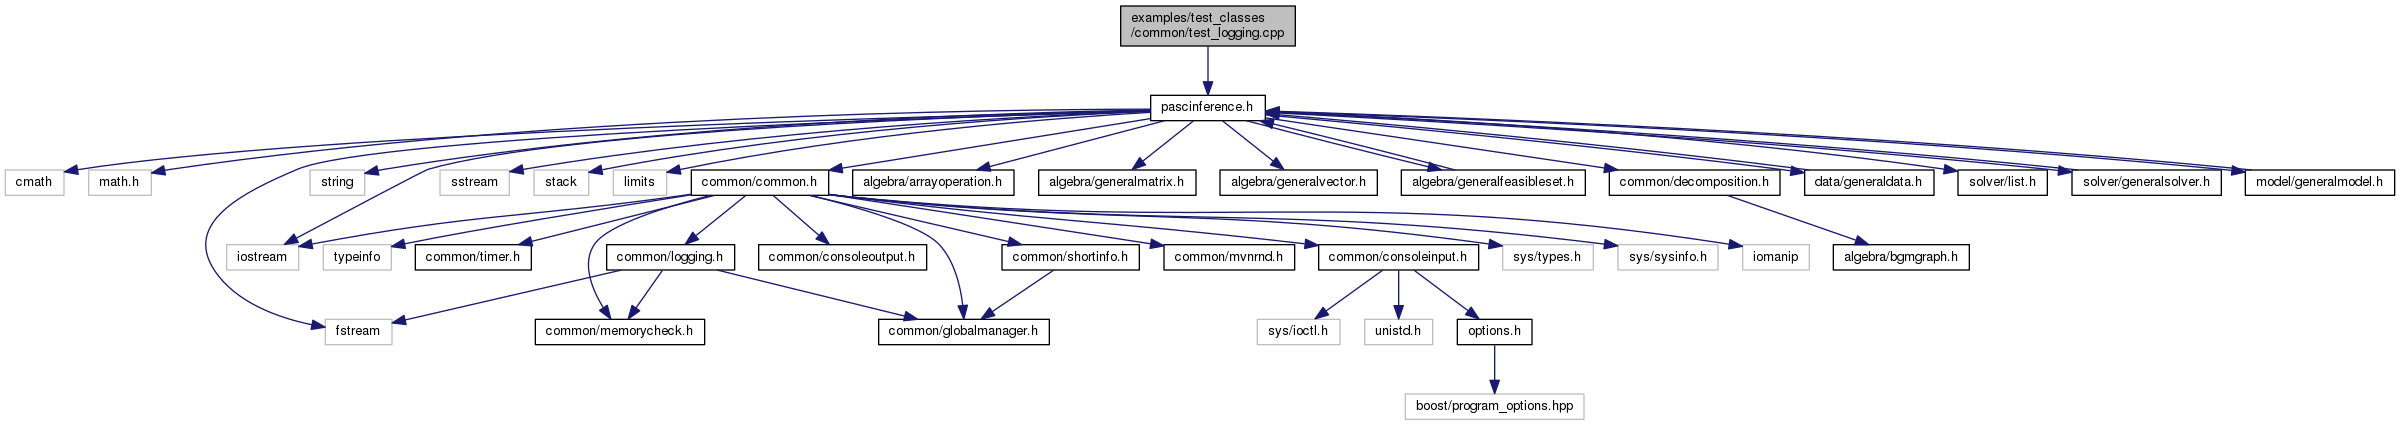 examples/test_classes
/common/test_logging.cpp
pascinference.h
cmath
math.h
string
sstream
stack
limits
common/common.h
algebra/arrayoperation.h
algebra/generalmatrix.h
algebra/generalvector.h
algebra/generalfeasibleset.h
common/decomposition.h
data/generaldata.h
solver/list.h
solver/generalsolver.h
model/generalmodel.h
iostream
typeinfo
common/timer.h
common/logging.h
common/consoleoutput.h
common/shortinfo.h
common/mvnrnd.h
common/consoleinput.h
sys/types.h
sys/sysinfo.h
iomanip
algebra/bgmgraph.h
fstream
common/memorycheck.h
common/globalmanager.h
sys/ioctl.h
unistd.h
options.h
boost/program_options.hpp